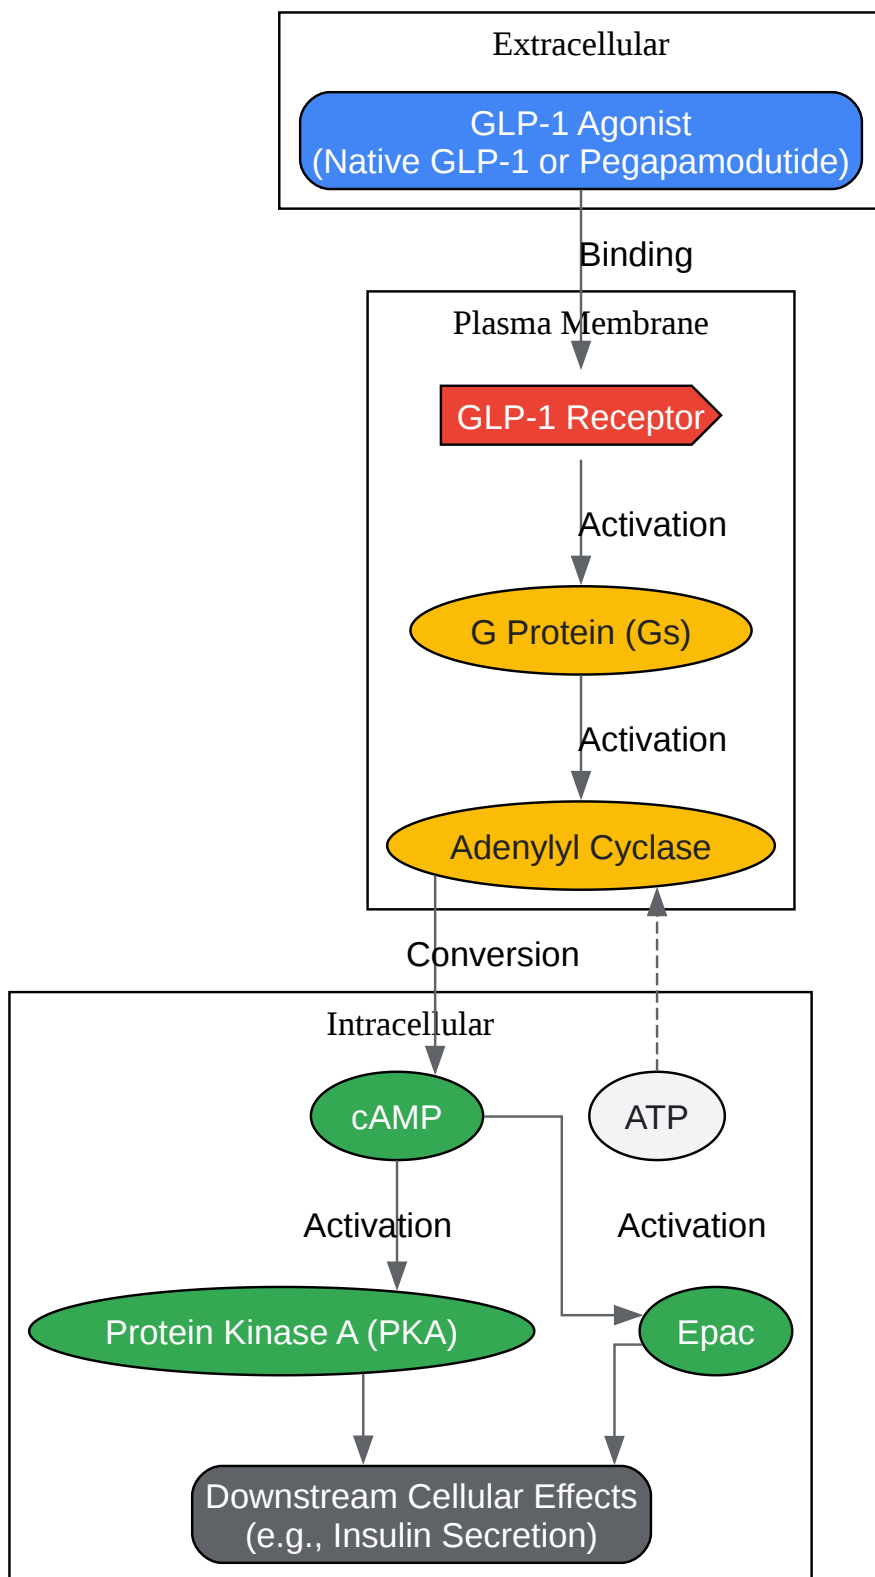 Extracellular
GLP-1 Agonist
(Native GLP-1 or Pegapamodutide)
Binding
Plasma Membrane
GLP-1 Receptor
Activation
G Protein (Gs)
Activation
Adenylyl Cyclase
Conversion
Intracellular
cAMP
ATP
Activation
Activation
Protein Kinase A (PKA)
Epac
Downstream Cellular Effects
(e.g., Insulin Secretion)